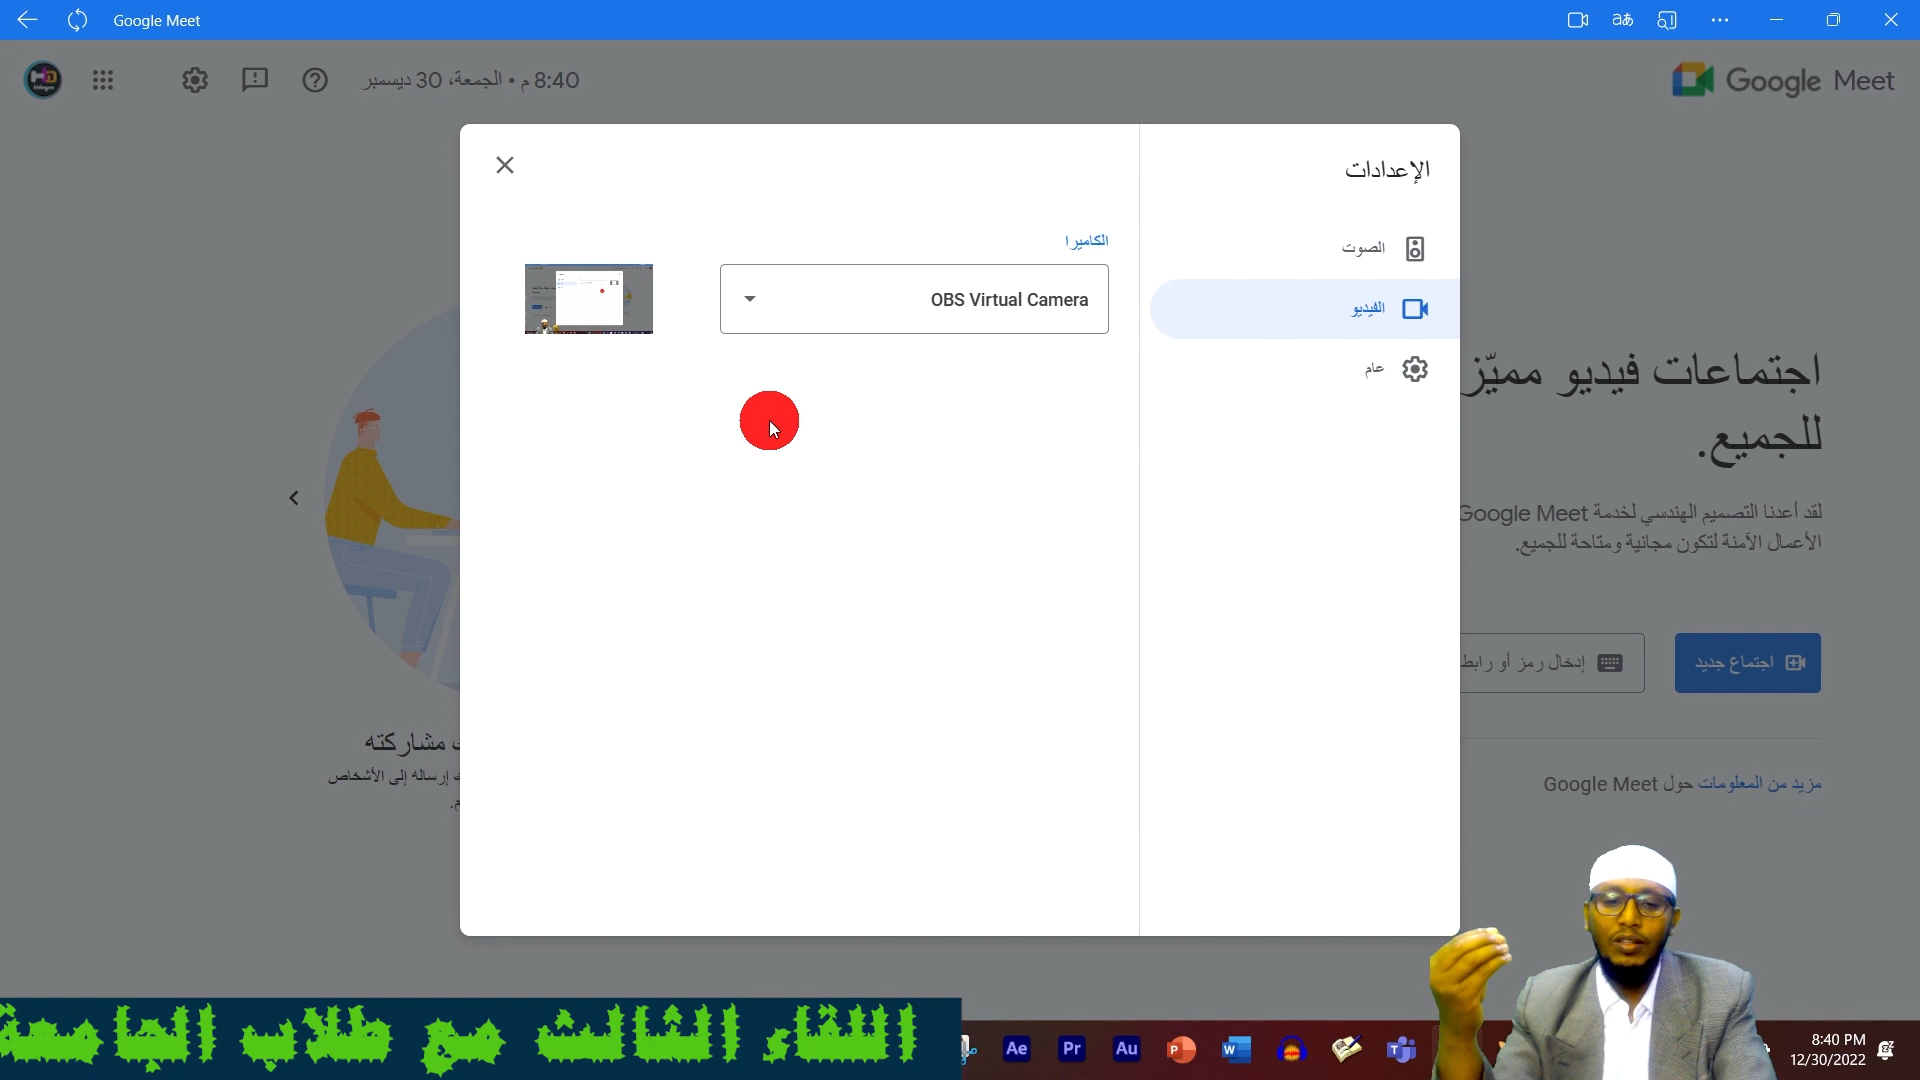 Google Meet
Google Meet
8:40 م • الجمعة، 30 ديسمبر
الإعدادات
الصوت
الفيديو
عام
الكاميرا
OBS Virtual Camera
اجتماعات فيديو مميّز
للجميع.
لقد أعدنا التصميم الهندسي لخدمة Google Meet
الأعمال الآمنة لتكون مجانية ومتاحة للجميع.
اجتماع جديد
إدخال رمز أو رابط
مزيد من المعلومات حول Google Meet
مشاركته
إرساله إلى الأشخاص
اللقاء الثالث مع طلاب الجامعة
Ae
Pr
Au
P
W
T
8:40 PM
12/30/2022